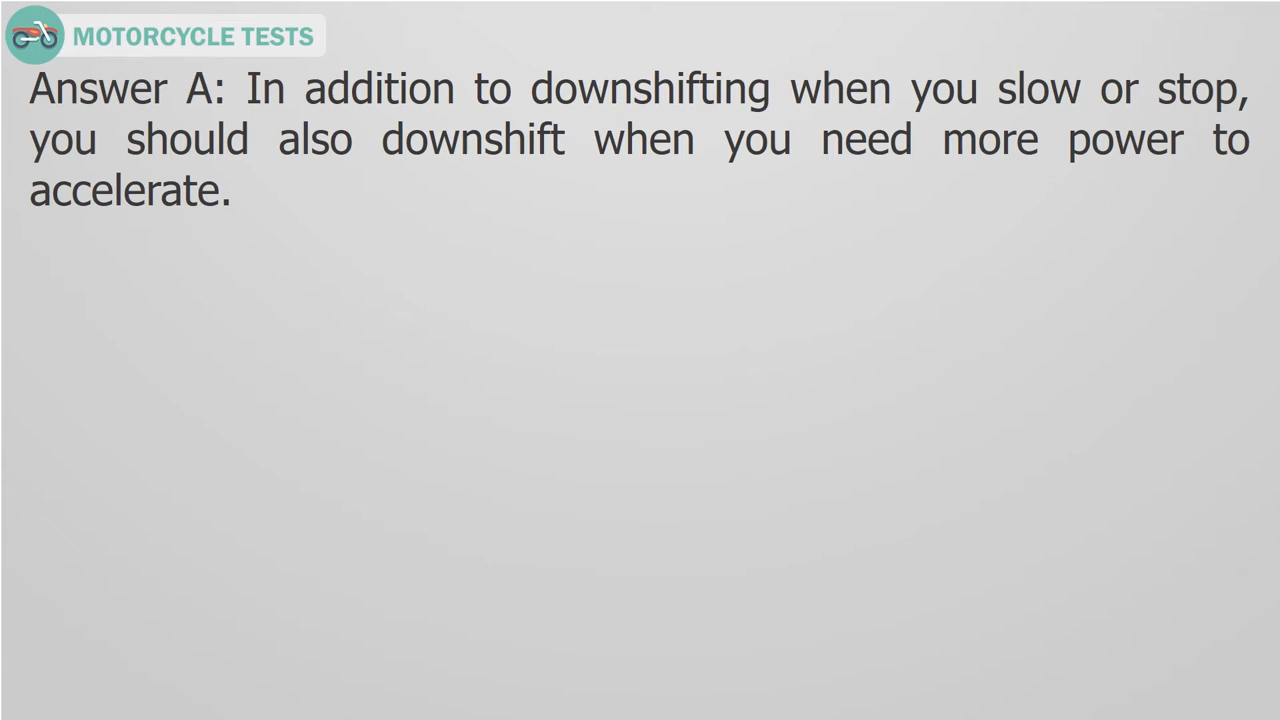 MOTORCYCLE TESTS
Answer A: In addition to downshifting when you slow or stop,
you should also downshift when you need more power to
accelerate.